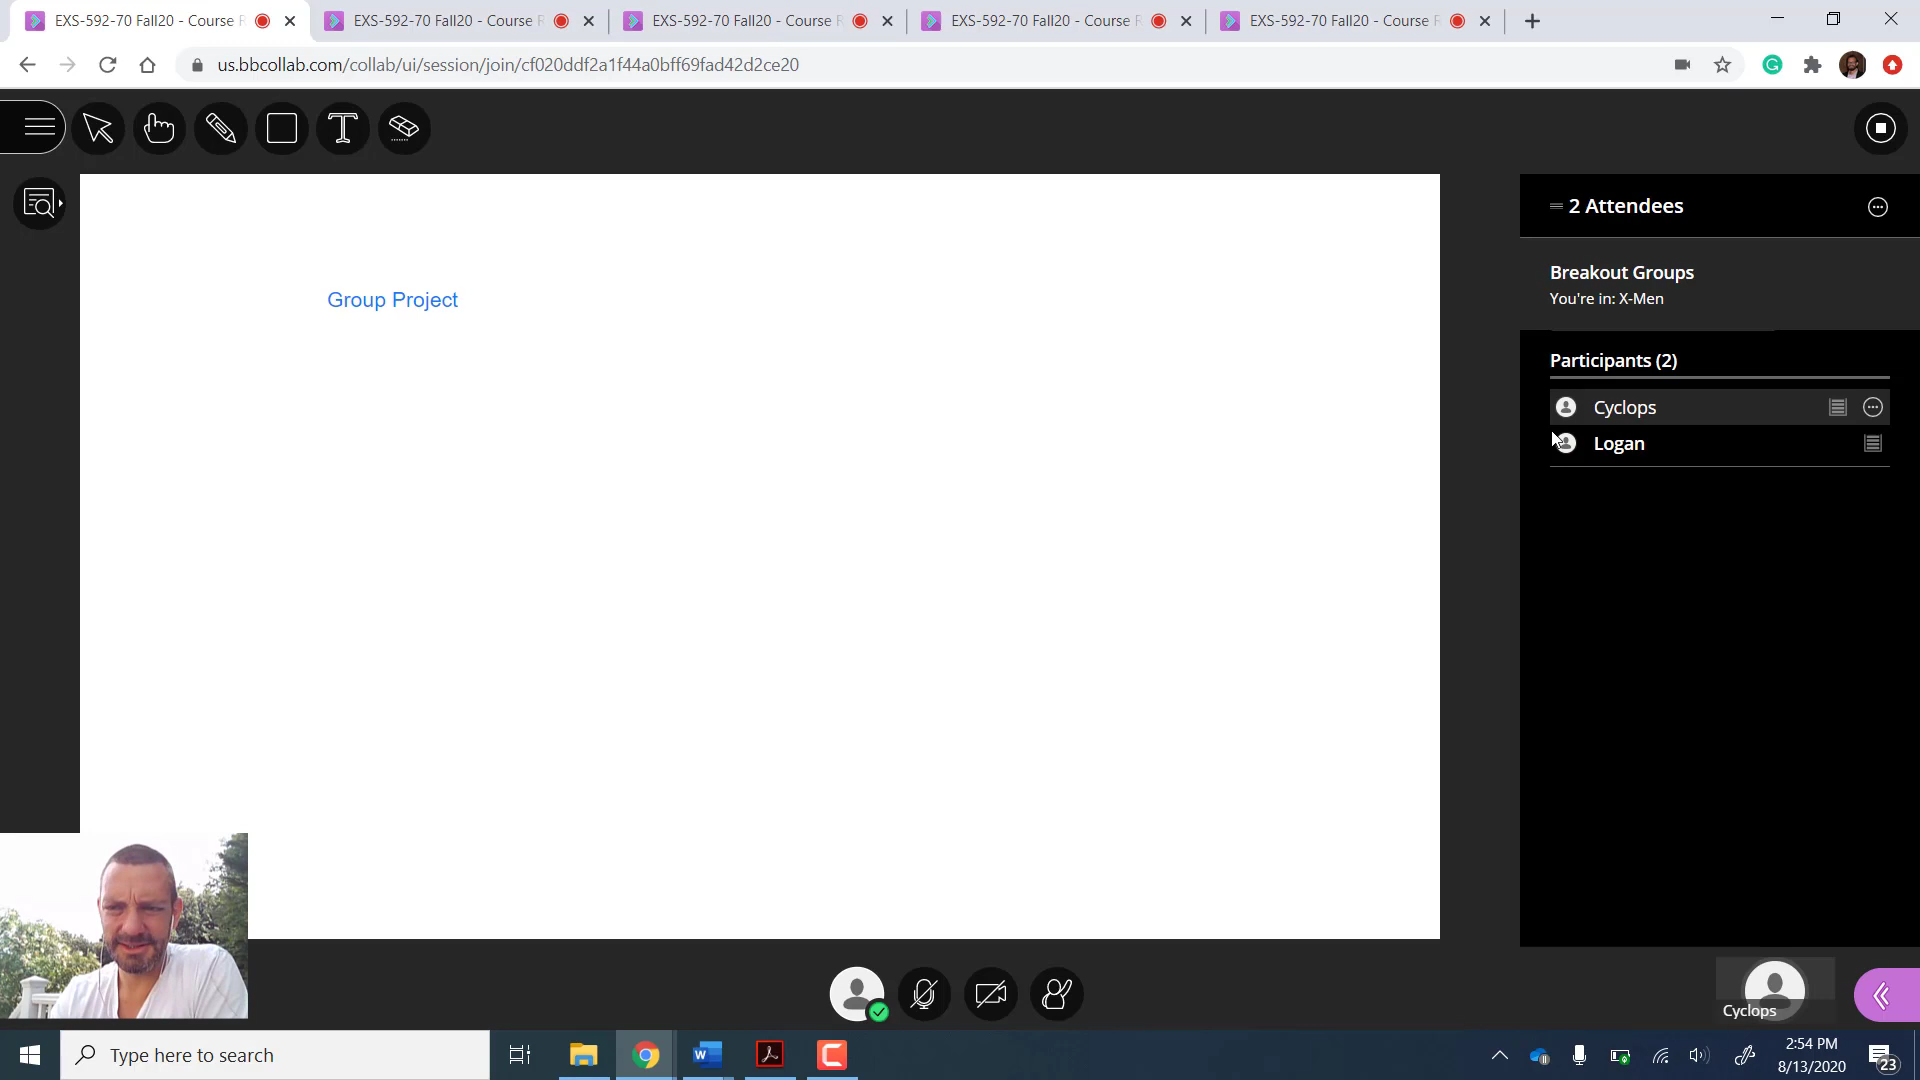 EXS-592-70 Fall20 - Course R
EXS-592-70 Fall20 - Course R
EXS-592-70 Fall20 - Course R
EXS-592-70 Fall20 - Course R
EXS-592-70 Fall20 - Course R
us.bbcollab.com/collab/ui/session/join/cf020ddf2a1f44a0bff69fad42d2ce20
2 Attendees
Breakout Groups
You're in: X-Men
Group Project
Participants (2)
Cyclops
Logan
Cyclops
Type here to search
2:54 PM
8/13/2020
23